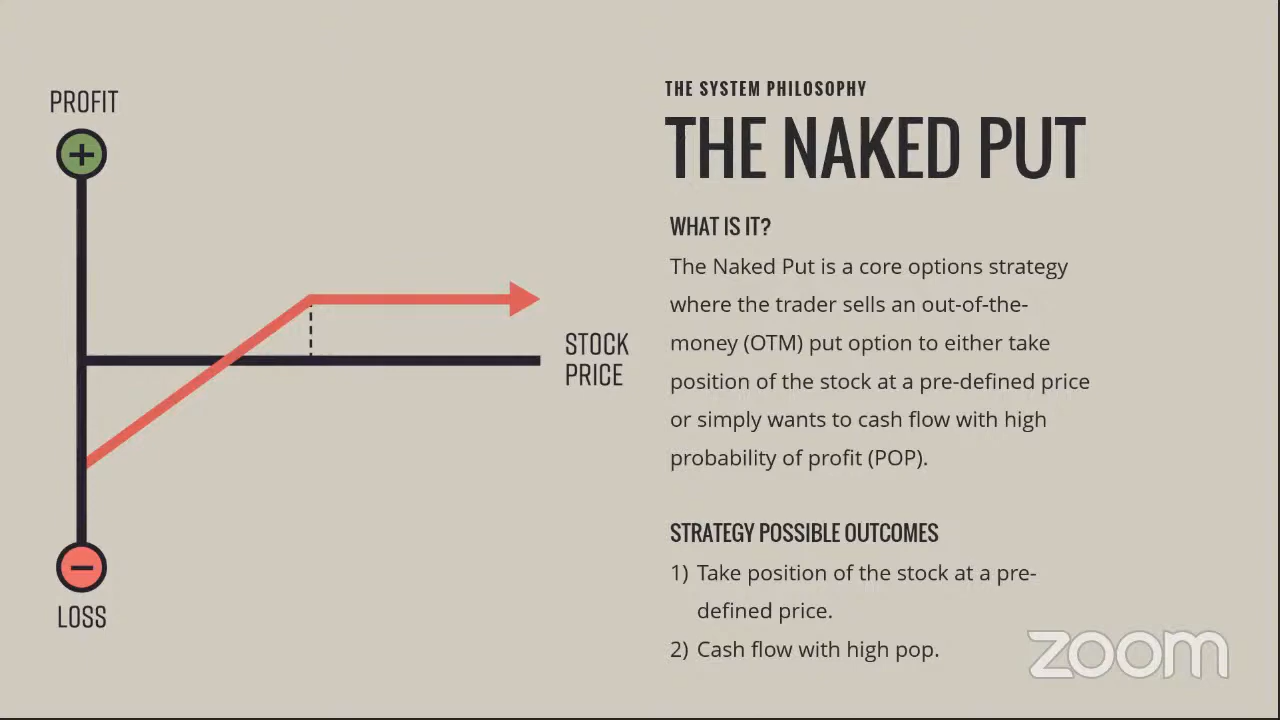 PROFIT
STOCK
PRICE
LOSS
THE SYSTEM PHILOSOPHY
THE NAKED PUT
WHAT IS IT?
The Naked Put is a core options strategy
where the trader sells an out-of-the-
money (OTM) put option to either take
position of the stock at a pre-defined price
or simply wants to cash flow with high
probability of profit (POP).
STRATEGY POSSIBLE OUTCOMES
1) Take position of the stock at a pre-
defined price.
2) Cash flow with high pop.
zoom